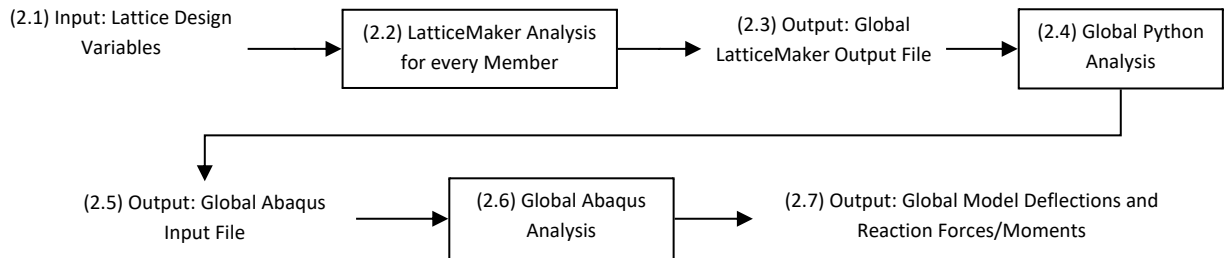 (2.1) Input: Lattice Design
Variables
(2.2) LatticeMaker Analysis
for every Member
(2.3) Output: Global
LatticeMaker Output File
(2.4) Global Python
Analysis
(2.5) Output: Global Abaqus
Input File
(2.6) Global Abaqus
Analysis
(2.7) Output: Global Model Deflections and
Reaction Forces/Moments